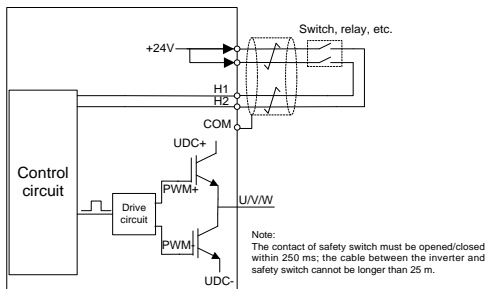 Switch, relay, etc.
+24V
H1
H2
COM
UDC+
Control
circuit
PWM+
U/V/W
Drive
circuit
PWM-
UDC-
Note:
The contact of safety switch must be opened/closed
within 250 ms; the cable between the inverter and
safety switch cannot be longer than 25 m.